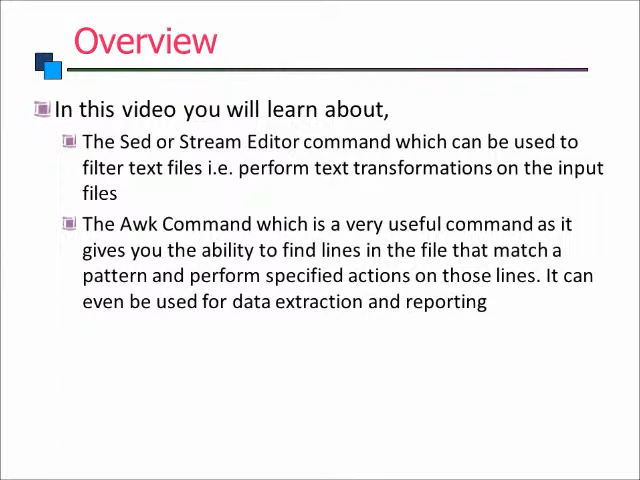 Overview
In this video you will learn about,
The Sed or Stream Editor command which can be used to
filter text files i.e. perform text transformations on the input
files
The Awk Command which is a very useful command as it
gives you the ability to find lines in the file that match a
pattern and perform specified actions on those lines. It can
even be used for data extraction and reporting